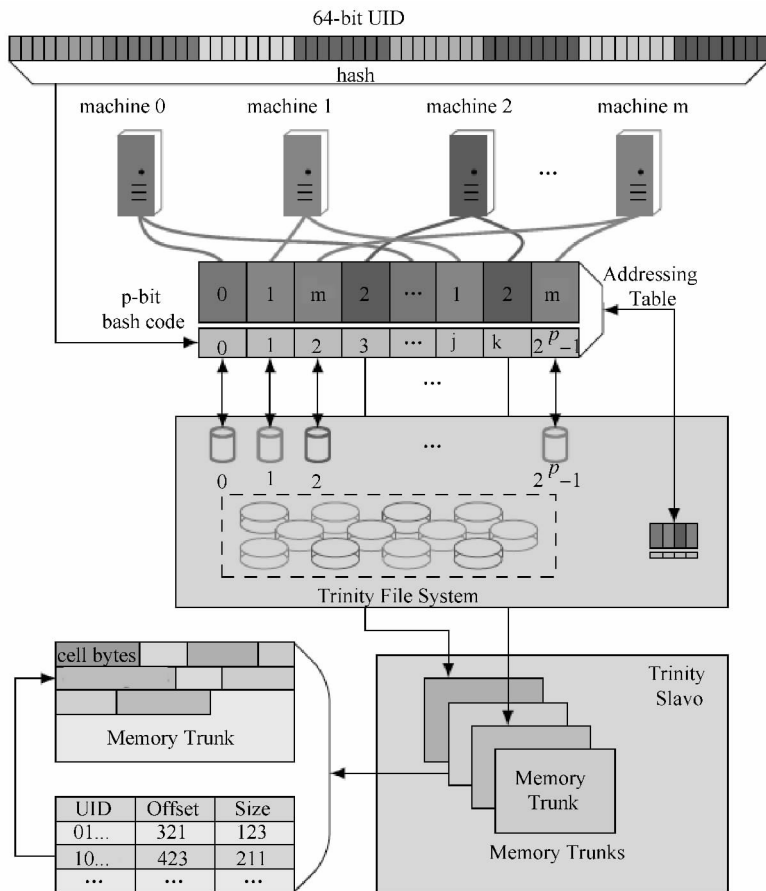 64-bit UID
hash
machine 0 machine 1 machine 2 machine m
...
0 1 m 2 ... 1 2 m
Addressing
Table
p-bit
bash code
0 1 2 3 ... j k 2^p-1
...
...
0 1 2 2^p-1
Trinity File System
cell bytes
Memory Trunk
UID Offset Size
01... 321 123
10... 423 211
... ... ...
Trinity
Slavo
Memory
Trunk
Memory Trunks